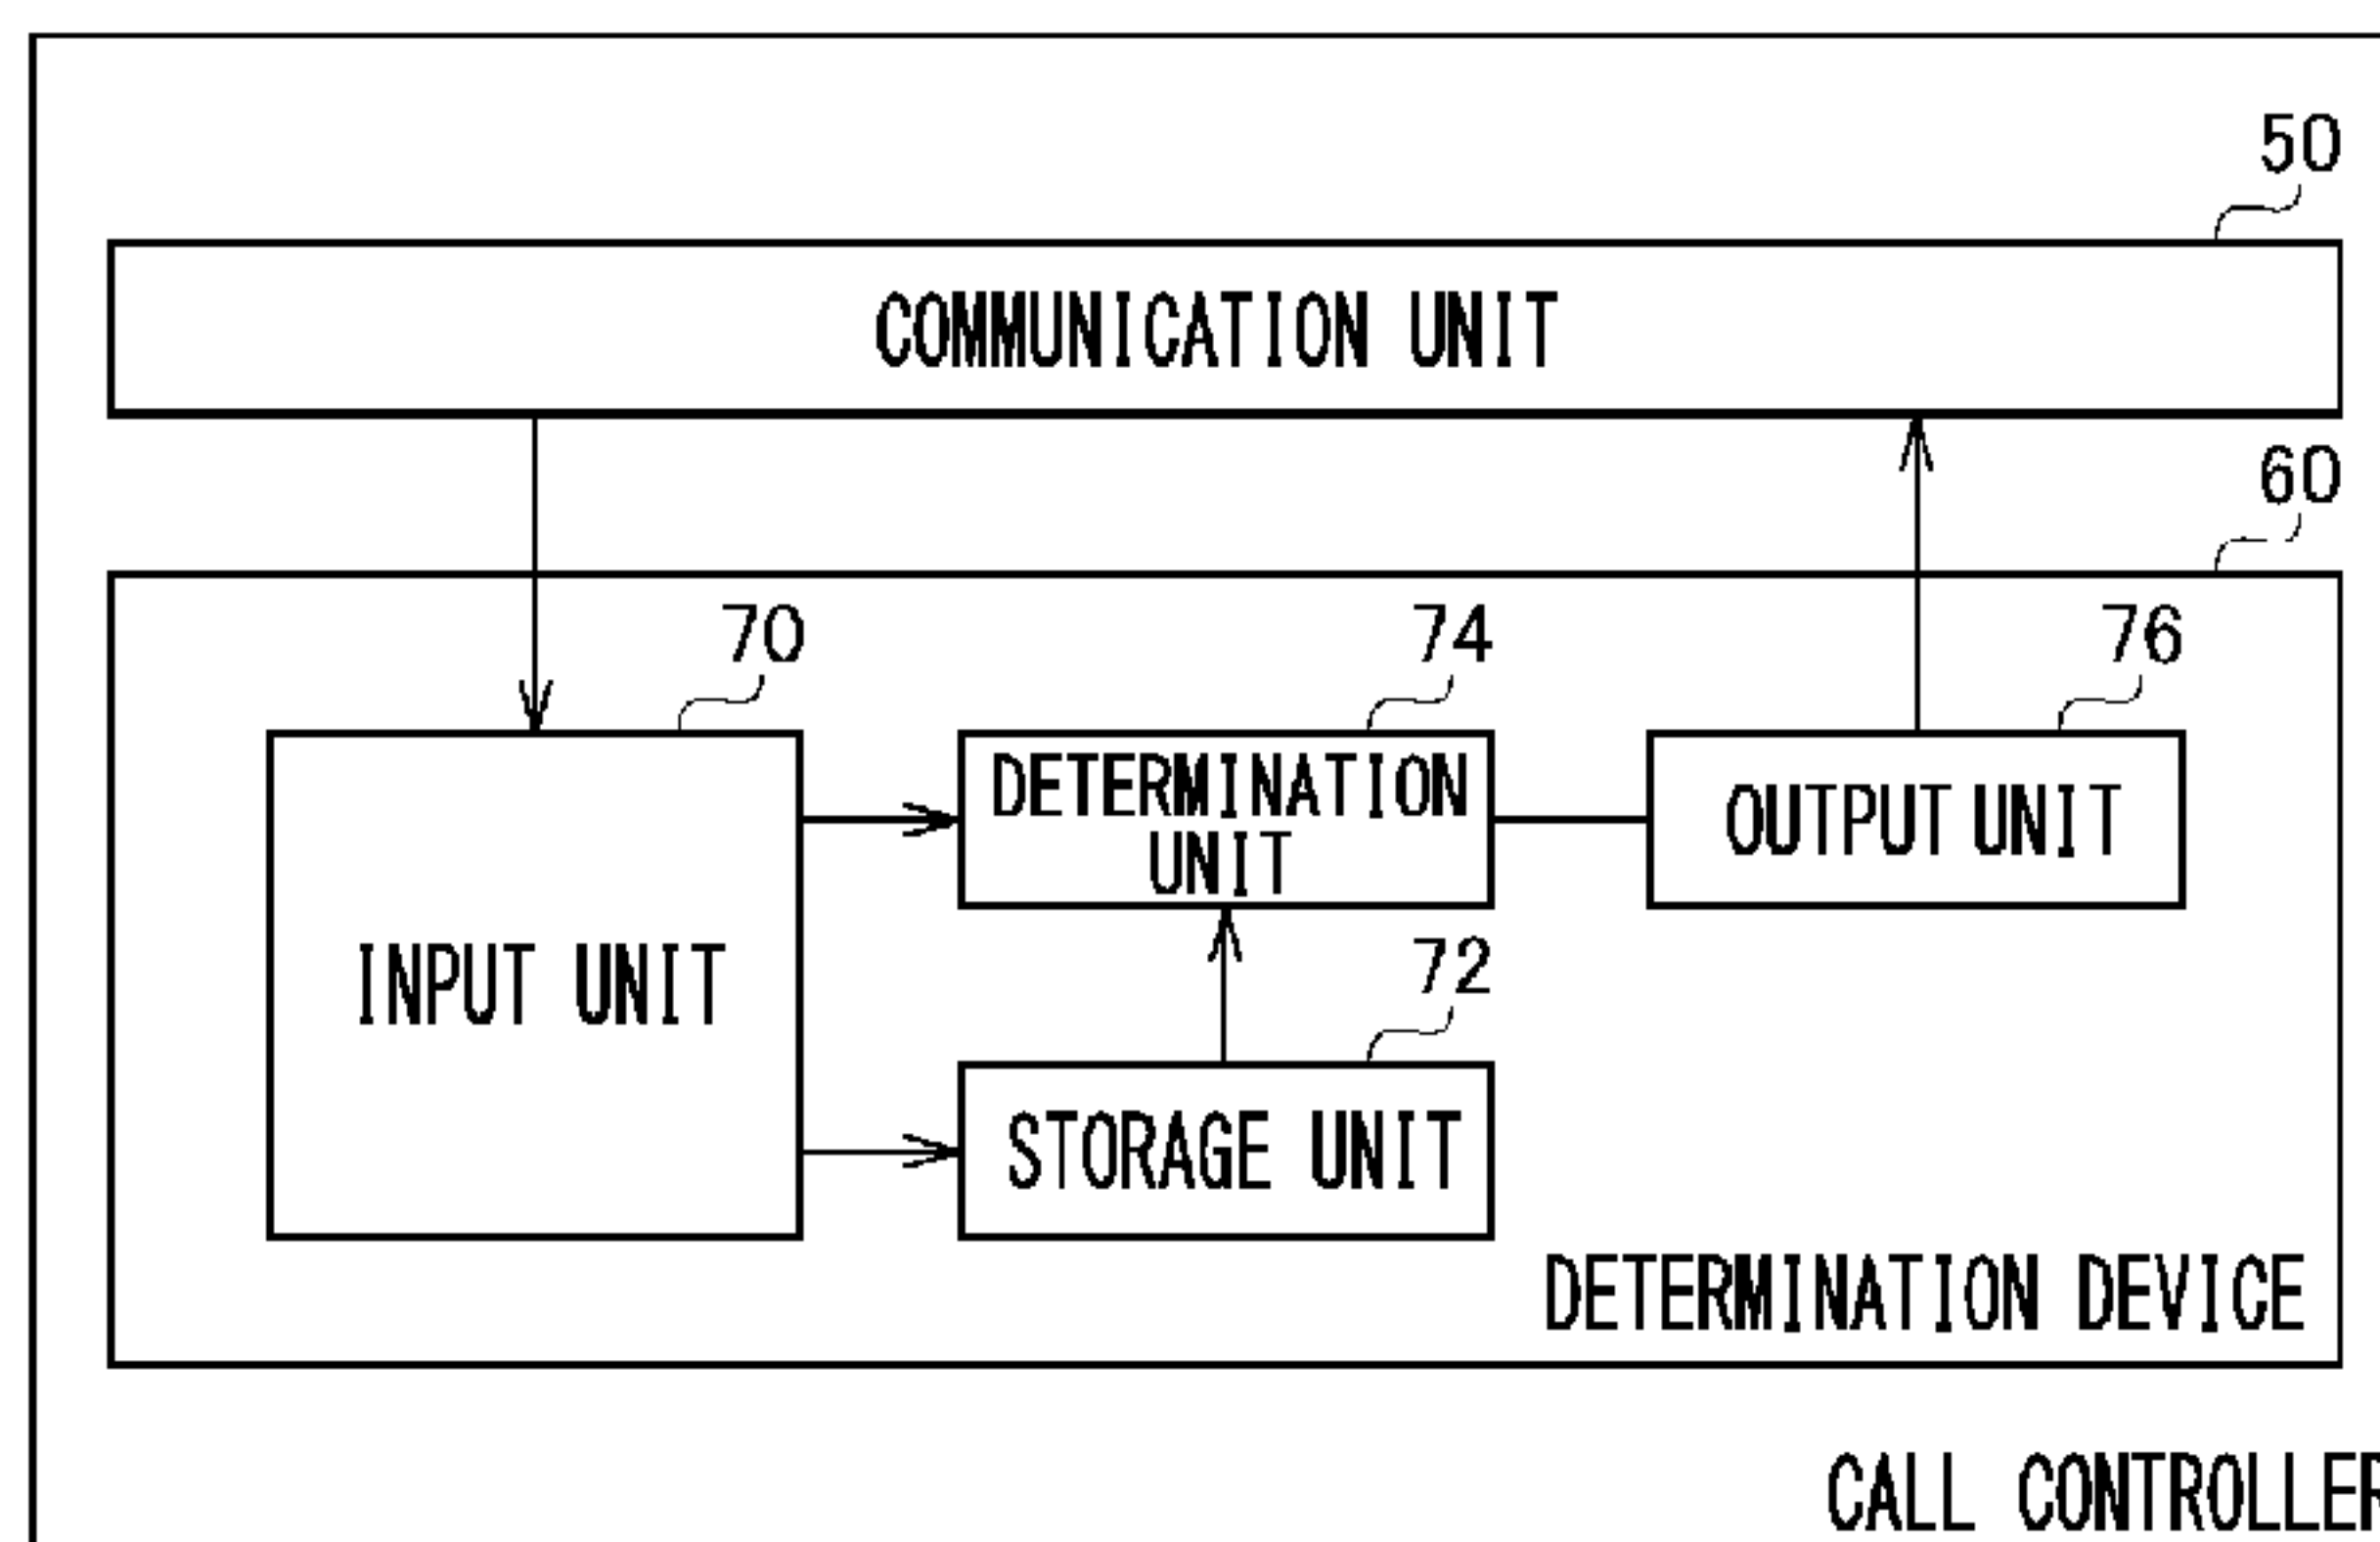 50
COMMUNICATION UNIT
60
70
74
76
DETERMINATION
UNIT
OUTPUT UNIT
INPUT UNIT
72
STORAGE UNIT
DETERMINATION DEVICE
CALL CONTROLLER